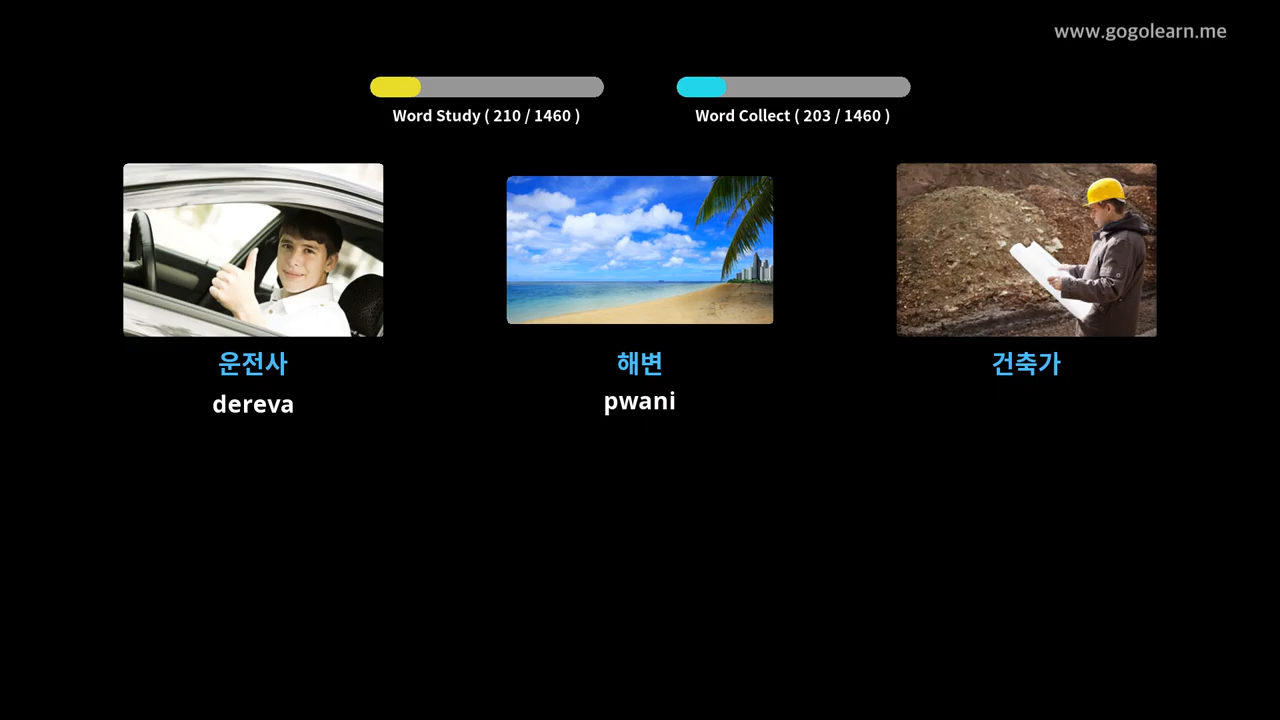 www.gogolearn.me
Word Study ( 210 / 1460 )
Word Collect ( 203 / 1460 )
운전사
해변
건축가
dereva
pwani